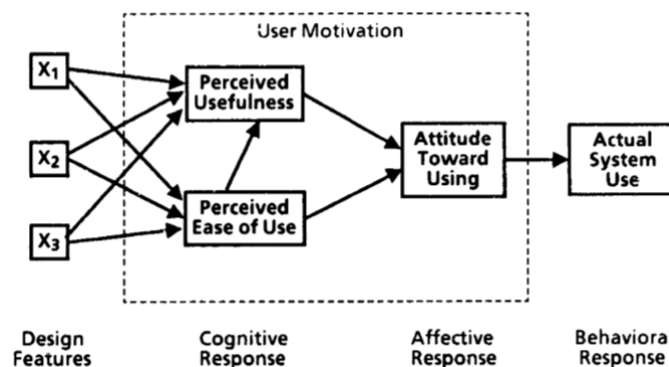 User Motivation
X1
X2
X3
Perceived
Usefulness
Perceived
Ease of Use
Attitude
Toward
Using
Actual
System
Use
Design
Features
Cognitive
Response
Affective
Response
Behaviora
Response